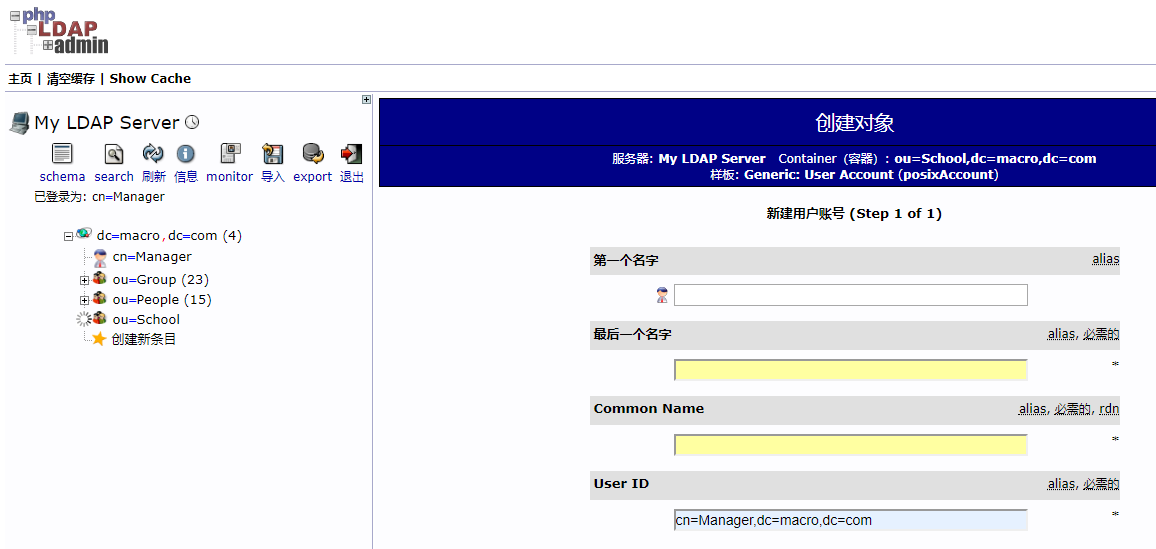 php
LDAP
admin
主页 | 清空缓存 | Show Cache
My LDAP Server
schema search 刷新 信息 monitor 导入 export 退出
已登录为: cn=Manager
dc=macro,dc=com (4)
cn=Manager
ou=Group (23)
ou=People (15)
ou=School
创建新条目
创建对象
服务器: My LDAP Server Container (容器) : ou=School,dc=macro,dc=com
样板: Generic: User Account (posixAccount)
新建用户账号 (Step 1 of 1)
第一个名字 alias
最后一个名字 alias, 必需的
*
Common Name alias, 必需的, rdn
*
User ID alias, 必需的
cn=Manager,dc=macro,dc=com *